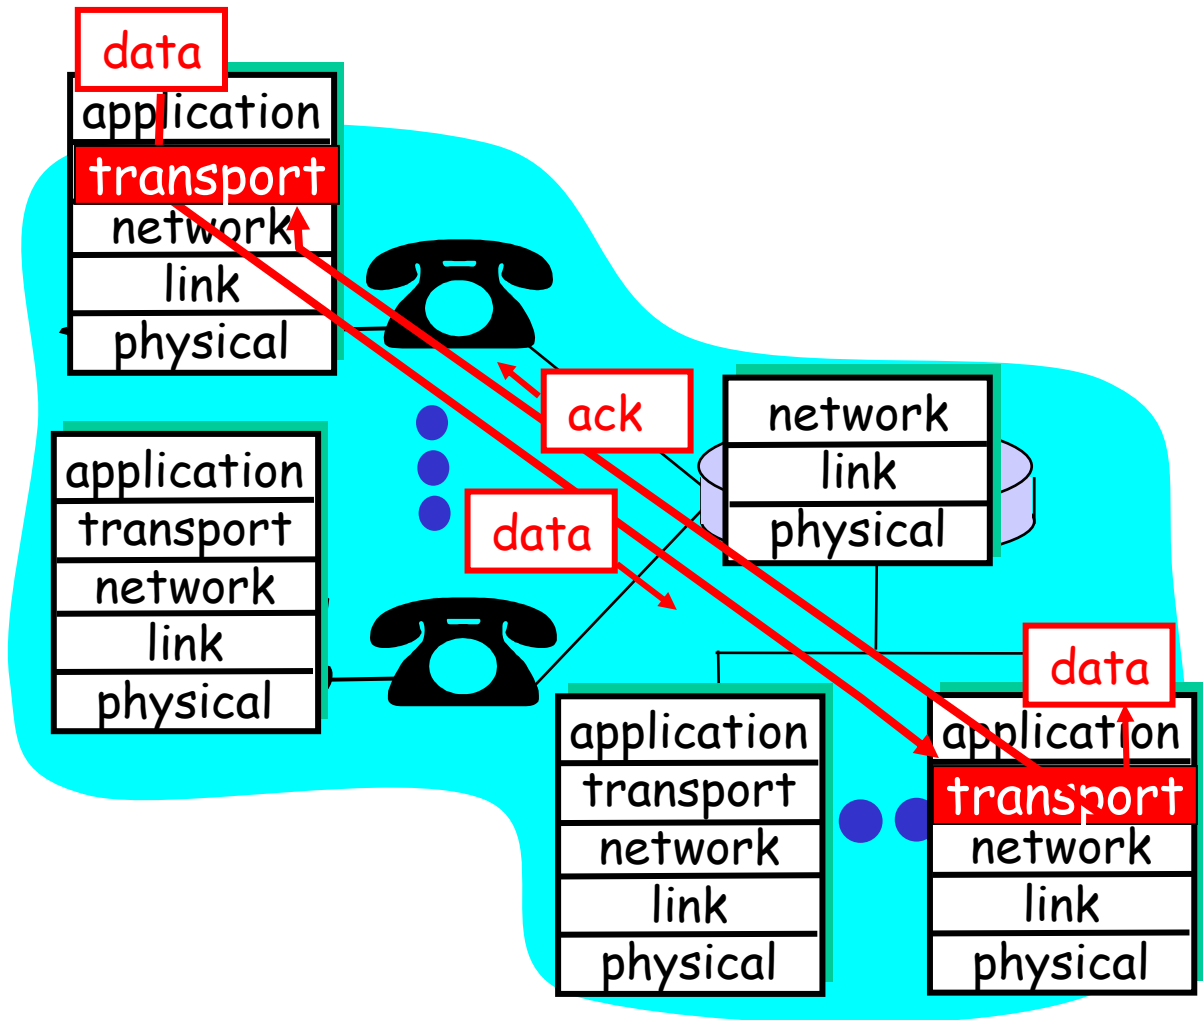 data
application
transport
network
link
physical
ack
network
link
physical
application
transport
network
link
physical
data
data
application
transport
network
link
physical
application
transport
network
link
physical